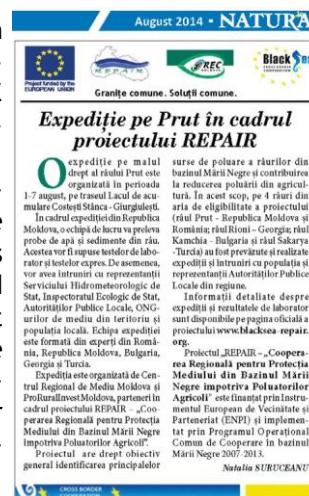 August 2014 • NATURA
Project funded by the
EUROPEAN UNION
REPAIR
REC
Black Sea
Granițe comune. Soluții comune.
Expediție pe Prut în cadrul
proiectului REPAIR
O expediție pe malul
drept al râului Prut este
organizată în perioada
1-7 august, pe traseul Lacul de acu-
mulare Costești Stânca - Giurgiulești.
În cadrul expediției din Republica
Moldova, o echipă de lucru va preleva
probe de apă și sedimente din râu.
Acestea vor fi supuse testelor de labo-
rator și testelor expres. De asemenea,
vor avea întruniri cu reprezentanții
Serviciului Hidrometeorologic de
Stat, Inspectoratul Ecologic de Stat,
Autorităților Publice Locale, ONG-
urilor de mediu din teritoriu și
populația locală. Echipa expediției
este formată din experți din Româ-
nia, Republica Moldova, Bulgaria,
Georgia și Turcia.
Expediția este organizată de Cen-
trul Regional de Mediu Moldova și
ProRuralInvest Moldova, parteneri în
cadrul proiectului REPAIR – „Coo-
perarea Regională pentru Protecția
Mediului din Bazinul Mării Negre
împotriva Poluatorilor Agricoli”.
Proiectul are drept obiectiv
general identificarea principalelor
surse de poluare a râurilor din
bazinul Mării Negre și contribuirea
la reducerea poluării din agricul-
tură. În acest scop, pe 4 râuri din
aria de eligibilitate a proiectului
(râul Prut - Republica Moldova și
România; râul Rioni – Georgia; râul
Kamchia - Bulgaria și râul Sakarya
-Turcia) au fost prevăzute și realizate
expediții și întruniri cu populația și
reprezentanții Autorităților Publice
Locale din regiune.
Informații detaliate despre
expediții și rezultatele de laborator
sunt disponibile pe pagina oficială a
proiectului www.blacksea-repair.
org.
Proiectul „REPAIR – „Coopera-
rea Regională pentru Protecția
Mediului din Bazinul Mării
Negre împotriva Poluatorilor
Agricoli” este finanțat prin Instru-
mentul European de Vecinătate și
Parteneriat (ENPI) și implemen-
tat prin Programul Operațional
Comun de Cooperare în bazinul
Mării Negre 2007-2013.
Natalia SURUCEANU
CROSS BORDER